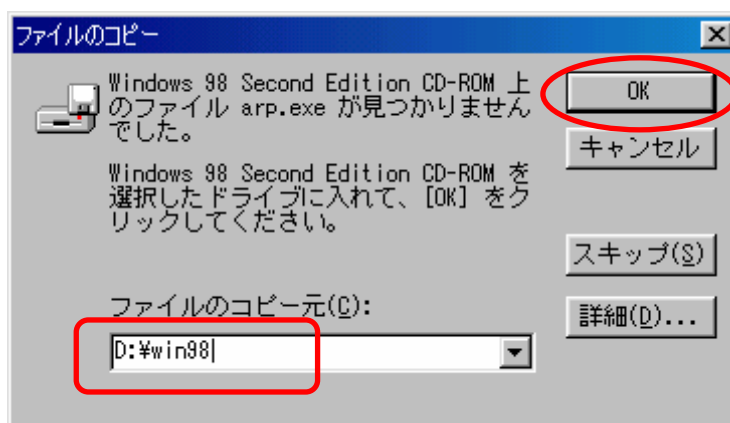 ファイルのコピー
Windows 98 Second Edition CD-ROM 上
のファイル arp.exe が見つかりません
でした。
Windows 98 Second Edition CD-ROM を
選択したドライブに入れて、[OK] をク
リックしてください。
ファイルのコピー元(C):
D:¥win98
OK
キャンセル
スキップ(S)
詳細(D)...